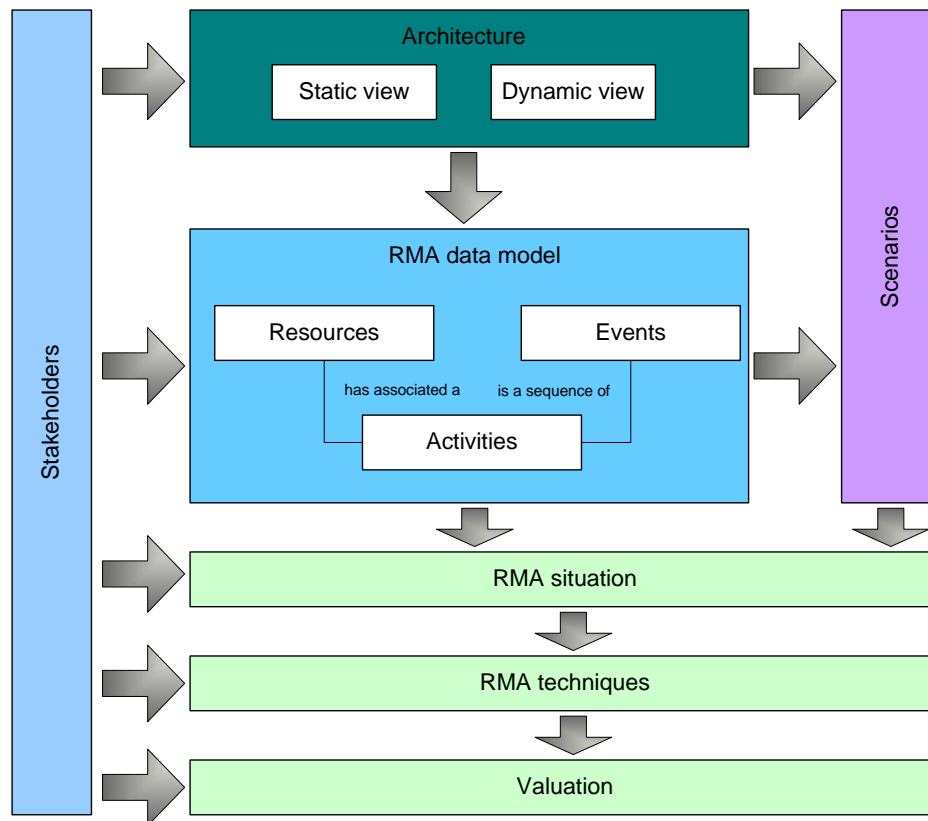 Architecture
Static view
Dynamic view
Stakeholders
Scenarios
RMA data model
Resources
Events
has associated a
is a sequence of
Activities
RMA situation
RMA techniques
Valuation